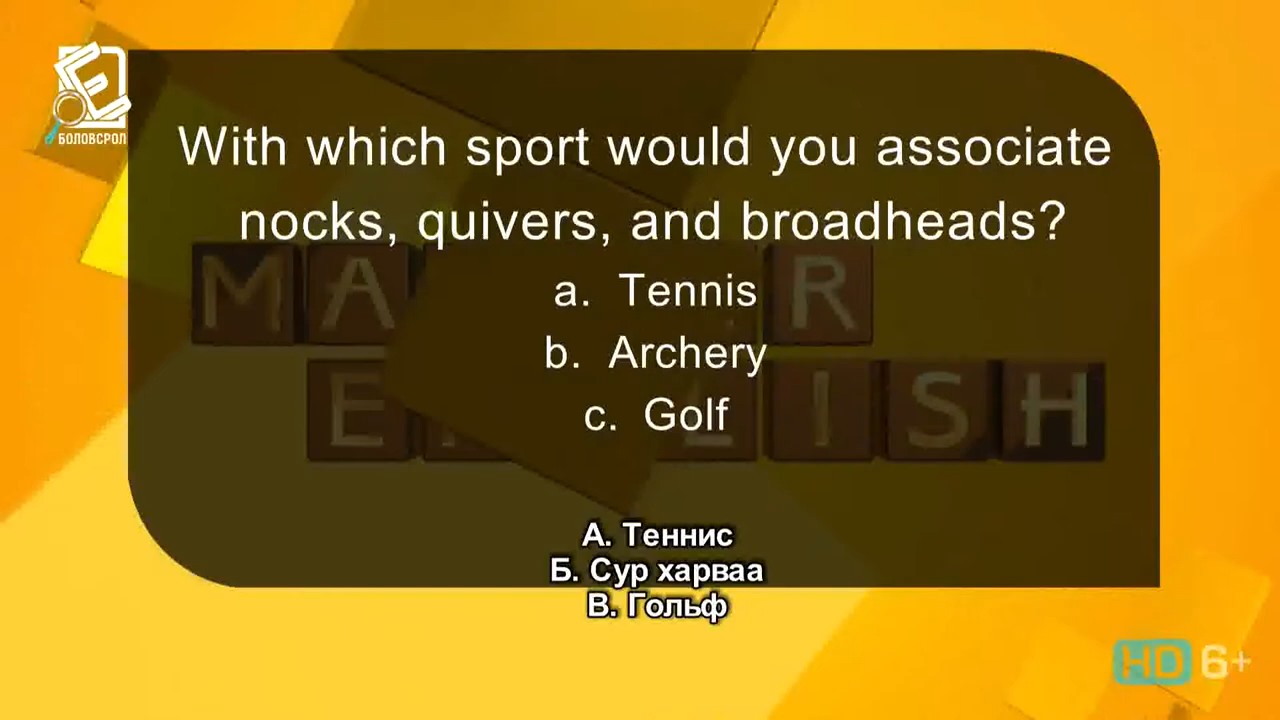 БОЛОВСРОЛ
With which sport would you associate
nocks, quivers, and broadheads?
a. Tennis
b. Archery
c. Golf
А. Теннис
Б. Сур харваа
В. Гольф
HD 6+